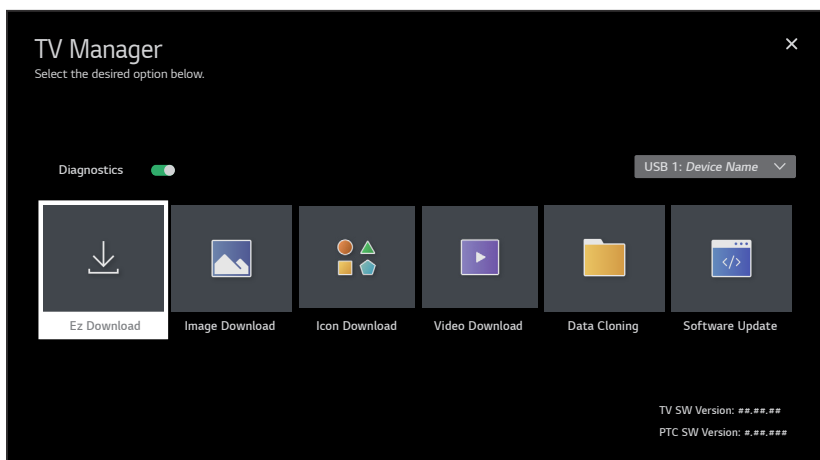 TV Manager
Select the desired option below.
Diagnostics
USB 1: Device Name
Ez Download
Image Download
Icon Download
Video Download
Data Cloning
Software Update
TV SW Version: ##.##.##
PTC SW Version: #.##.###